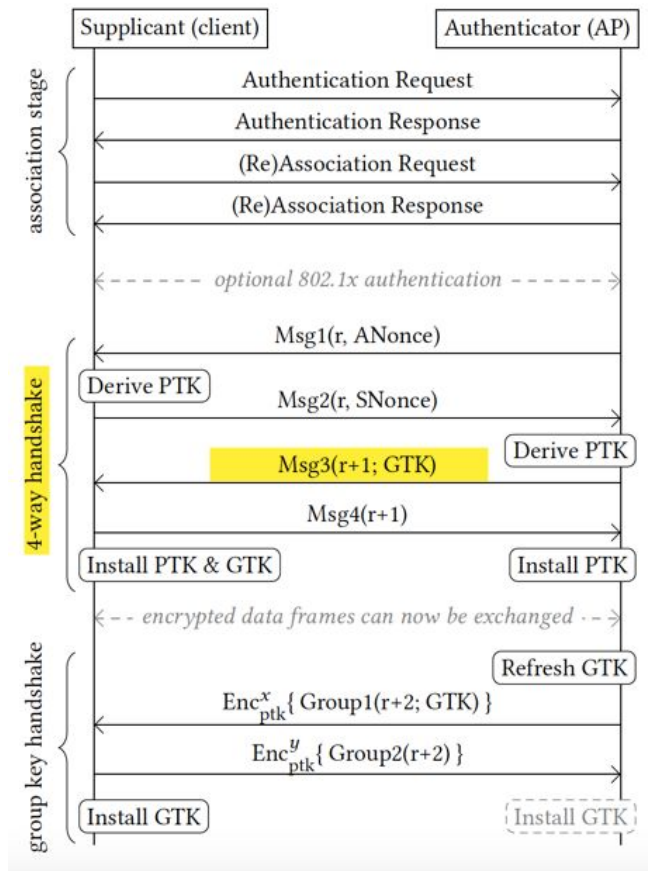 Supplicant (client)
Authenticator (AP)
association stage
Authentication Request
Authentication Response
(Re)Association Request
(Re)Association Response
optional 802.1x authentication
4-way handshake
Msg1(r, ANonce)
Derive PTK
Msg2(r, SNonce)
Derive PTK
Msg3(r+1; GTK)
Msg4(r+1)
Install PTK & GTK
Install PTK
encrypted data frames can now be exchanged
group key handshake
Refresh GTK
Enc^x_ptk{ Group1(r+2; GTK) }
Enc^y_ptk{ Group2(r+2) }
Install GTK
Install GTK